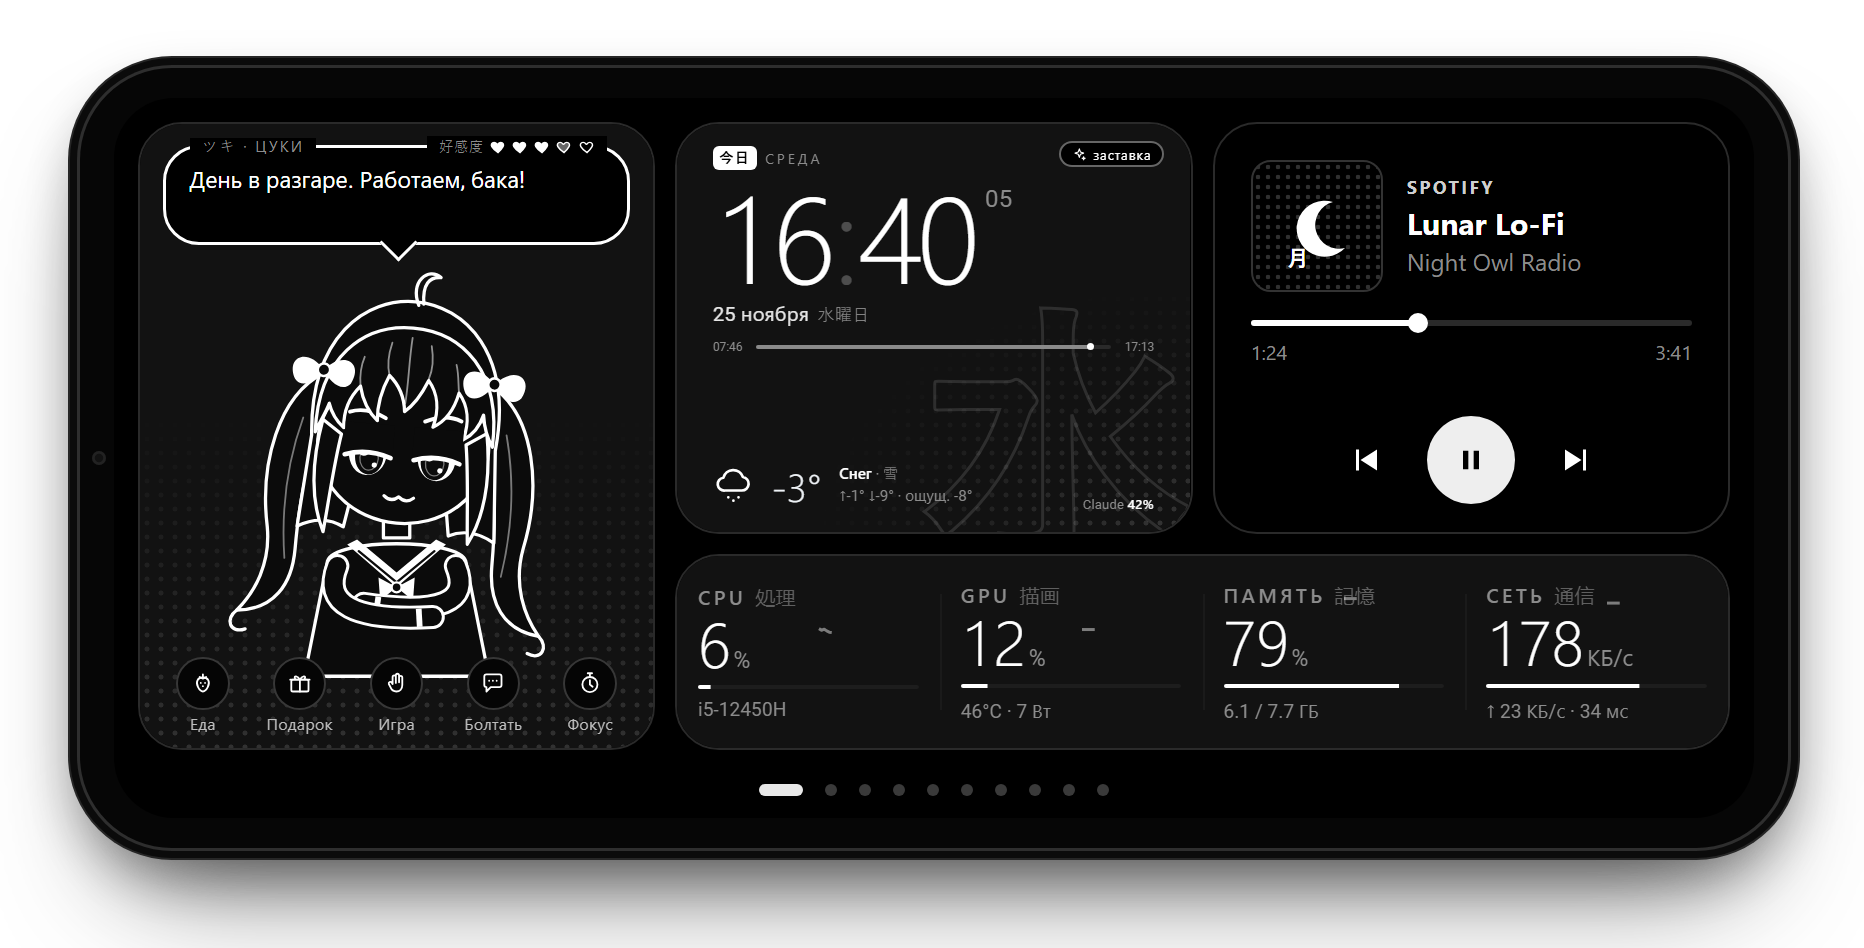 ツキ · ЦУКИ
好感度
День в разгаре. Работаем, бака!
Еда
Подарок
Игра
Болтать
Фокус
今日 СРЕДА
заставка
16:40 05
25 ноября 水曜日
07:46
17:13
水
-3°
Снег · 雪
↑-1° ↓-9° · ощущ. -8°
Claude 42%
月
SPOTIFY
Lunar Lo-Fi
Night Owl Radio
1:24
3:41
CPU 処理
6%
i5-12450H
GPU 描画
12%
46°C · 7 Вт
ПАМЯТЬ 記憶
79%
6.1 / 7.7 ГБ
СЕТЬ 通信
178 КБ/с
↑ 23 КБ/с · 34 мс